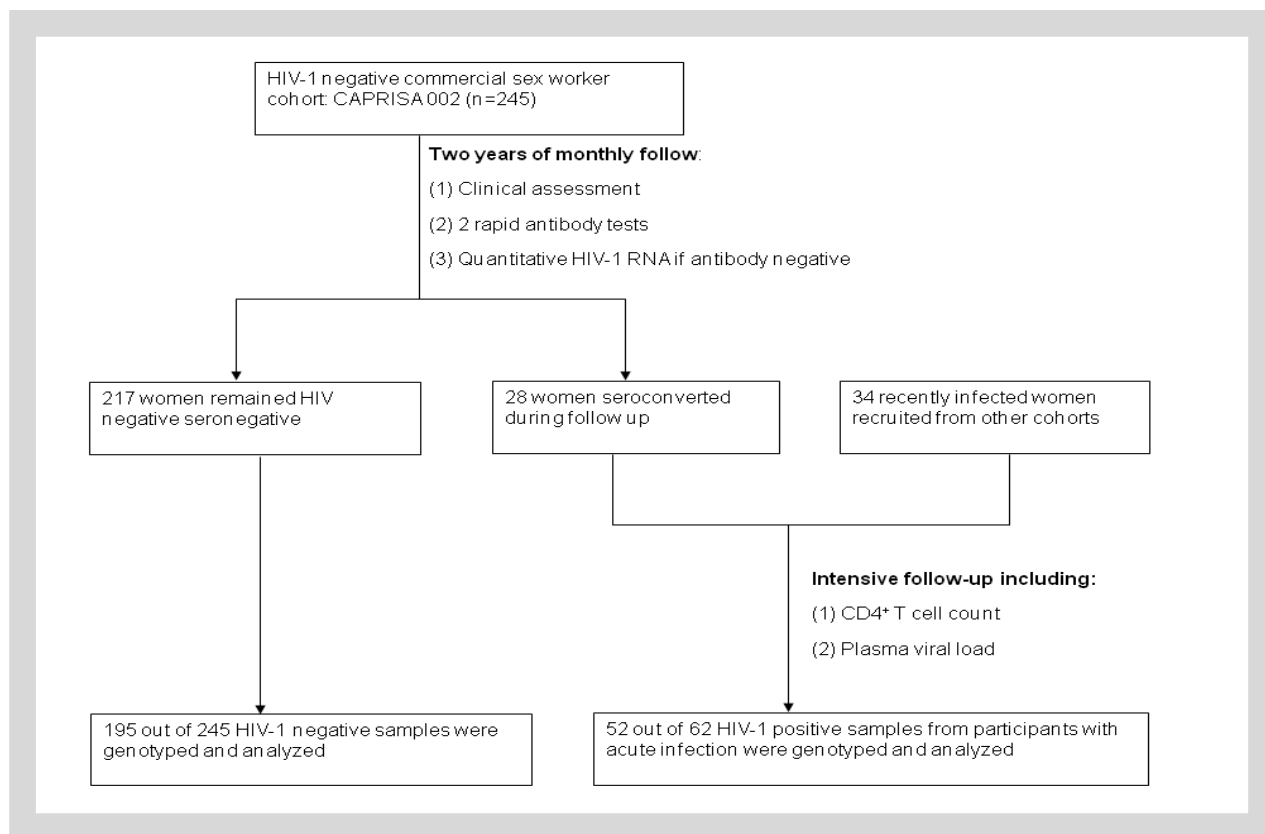 HIV-1 negative commercial sex worker
cohort: CAPRISA 002 (n=245)
Two years of monthly follow:
(1) Clinical assessment
(2) 2 rapid antibody tests
(3) Quantitative HIV-1 RNA if antibody negative
217 women remained HIV
negative seronegative
28 women seroconverted
during follow up
34 recently infected women
recruited from other cohorts
Intensive follow-up including:
(1) CD4⁺ T cell count
(2) Plasma viral load
195 out of 245 HIV-1 negative samples were
genotyped and analyzed
52 out of 62 HIV-1 positive samples from participants with
acute infection were genotyped and analyzed